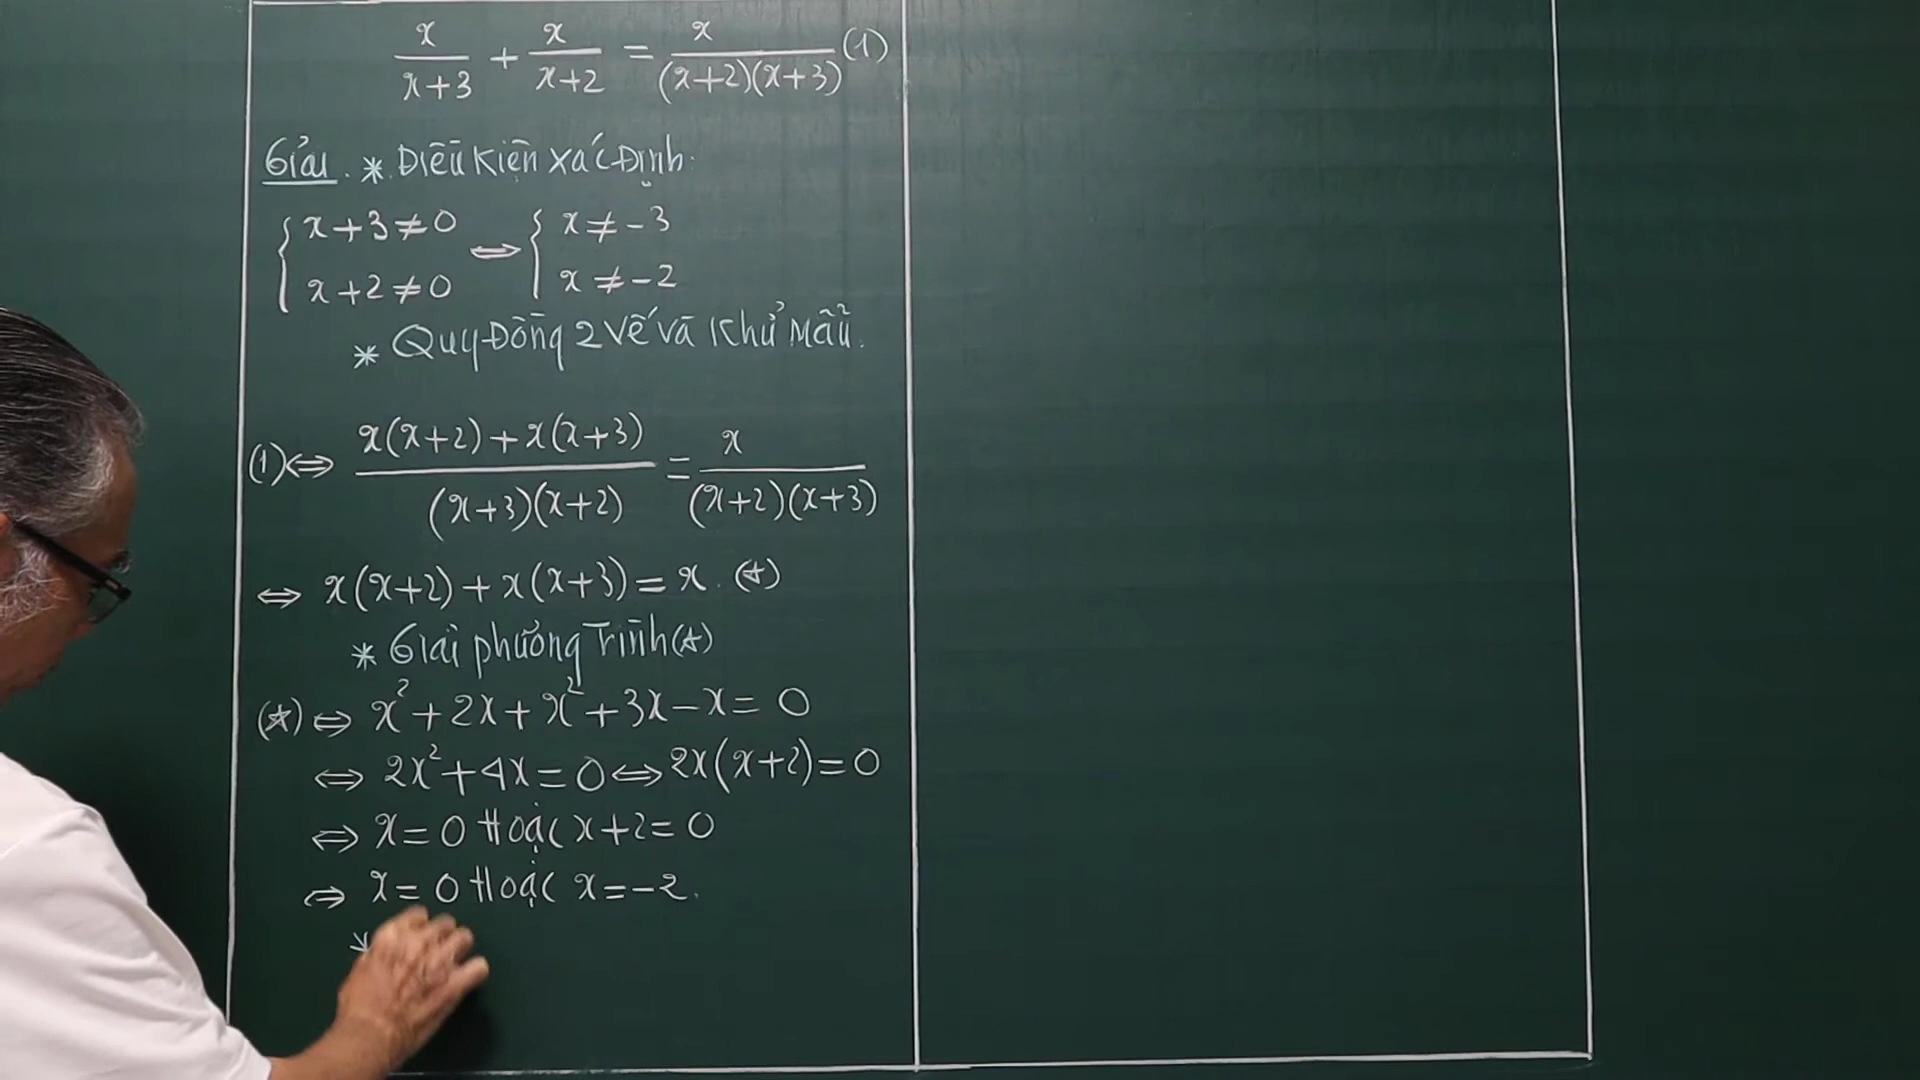 x/(x+3) + x/(x+2) = x/((x+2)(x+3)) (1)
Giải. * Điều kiện xác Định:
{ x+3≠0 ⇔ { x≠-3
{ x+2≠0 { x≠-2
* Quy Đồng 2 vế và Khử Mẫu.
(1) ⇔ (x(x+2)+x(x+3))/((x+3)(x+2)) = x/((x+2)(x+3))
⇔ x(x+2)+x(x+3)=x. (☆)
* Giải phương Trình (☆)
(☆) ⇔ x²+2x+x²+3x-x=0
⇔ 2x²+4x=0 ⇔ 2x(x+2)=0
⇔ x=0 Hoặc x+2=0
⇔ x=0 Hoặc x=-2.
*